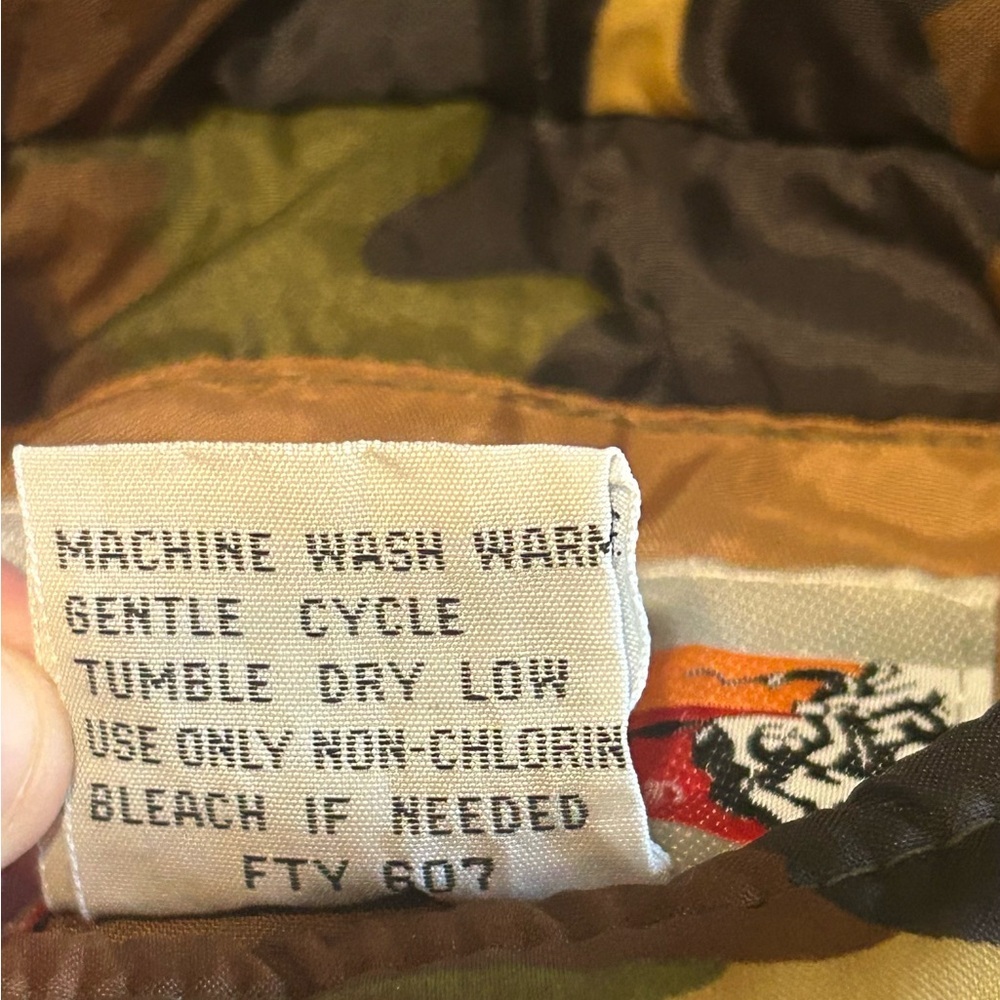 MACHINE WASH WARM
GENTLE CYCLE
TUMBLE DRY LOW
USE ONLY NON-CHLORIN
BLEACH IF NEEDED
FTY 607